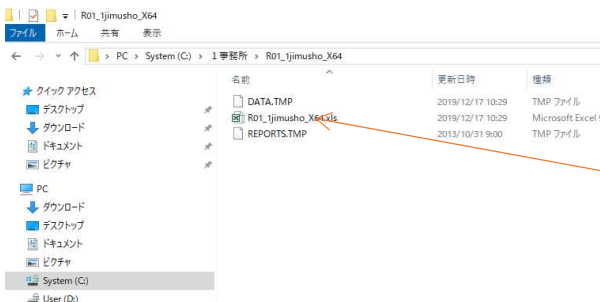 R01_1jimusho_X64
ファイル ホーム 共有 表示
PC › System (C:) › 1事務所 › R01_1jimusho_X64
名前 更新日時 種類
クイック アクセス
デスクトップ
ダウンロード
ドキュメント
ピクチャ
PC
ダウンロード
デスクトップ
ドキュメント
ピクチャ
System (C:)
User (D:)
DATA.TMP 2019/12/17 10:29 TMP ファイル
R01_1jimusho_X64.xls 2019/12/17 10:29 Microsoft Excel 9
REPORTS.TMP 2013/10/31 9:00 TMP ファイル